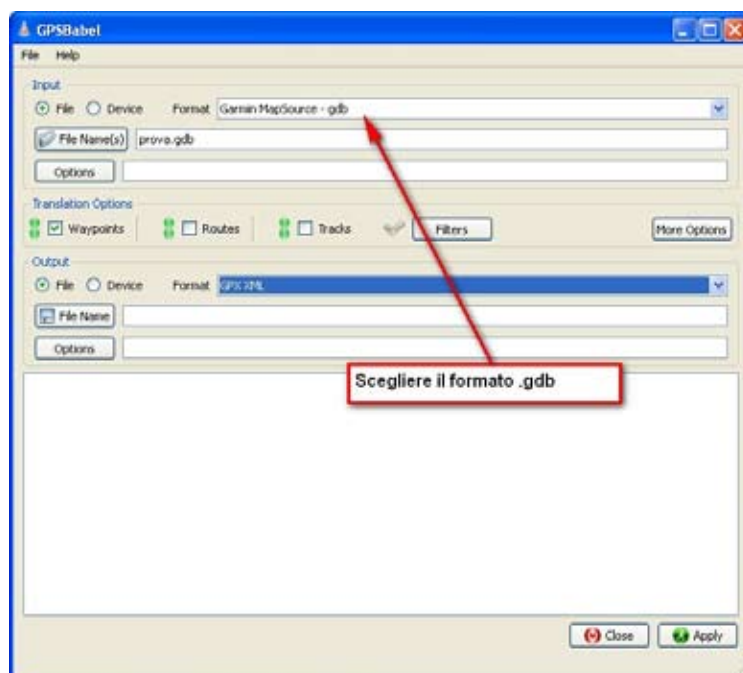 GPSBabel
File Help
Input
File Device Format Garmin MapSource - gdb
File Name(s) prova.gdb
Options
Translation Options
Waypoints Routes Tracks Filters More Options
Output
File Device Format GPX XML
File Name
Options
Scegliere il formato .gdb
Close Apply